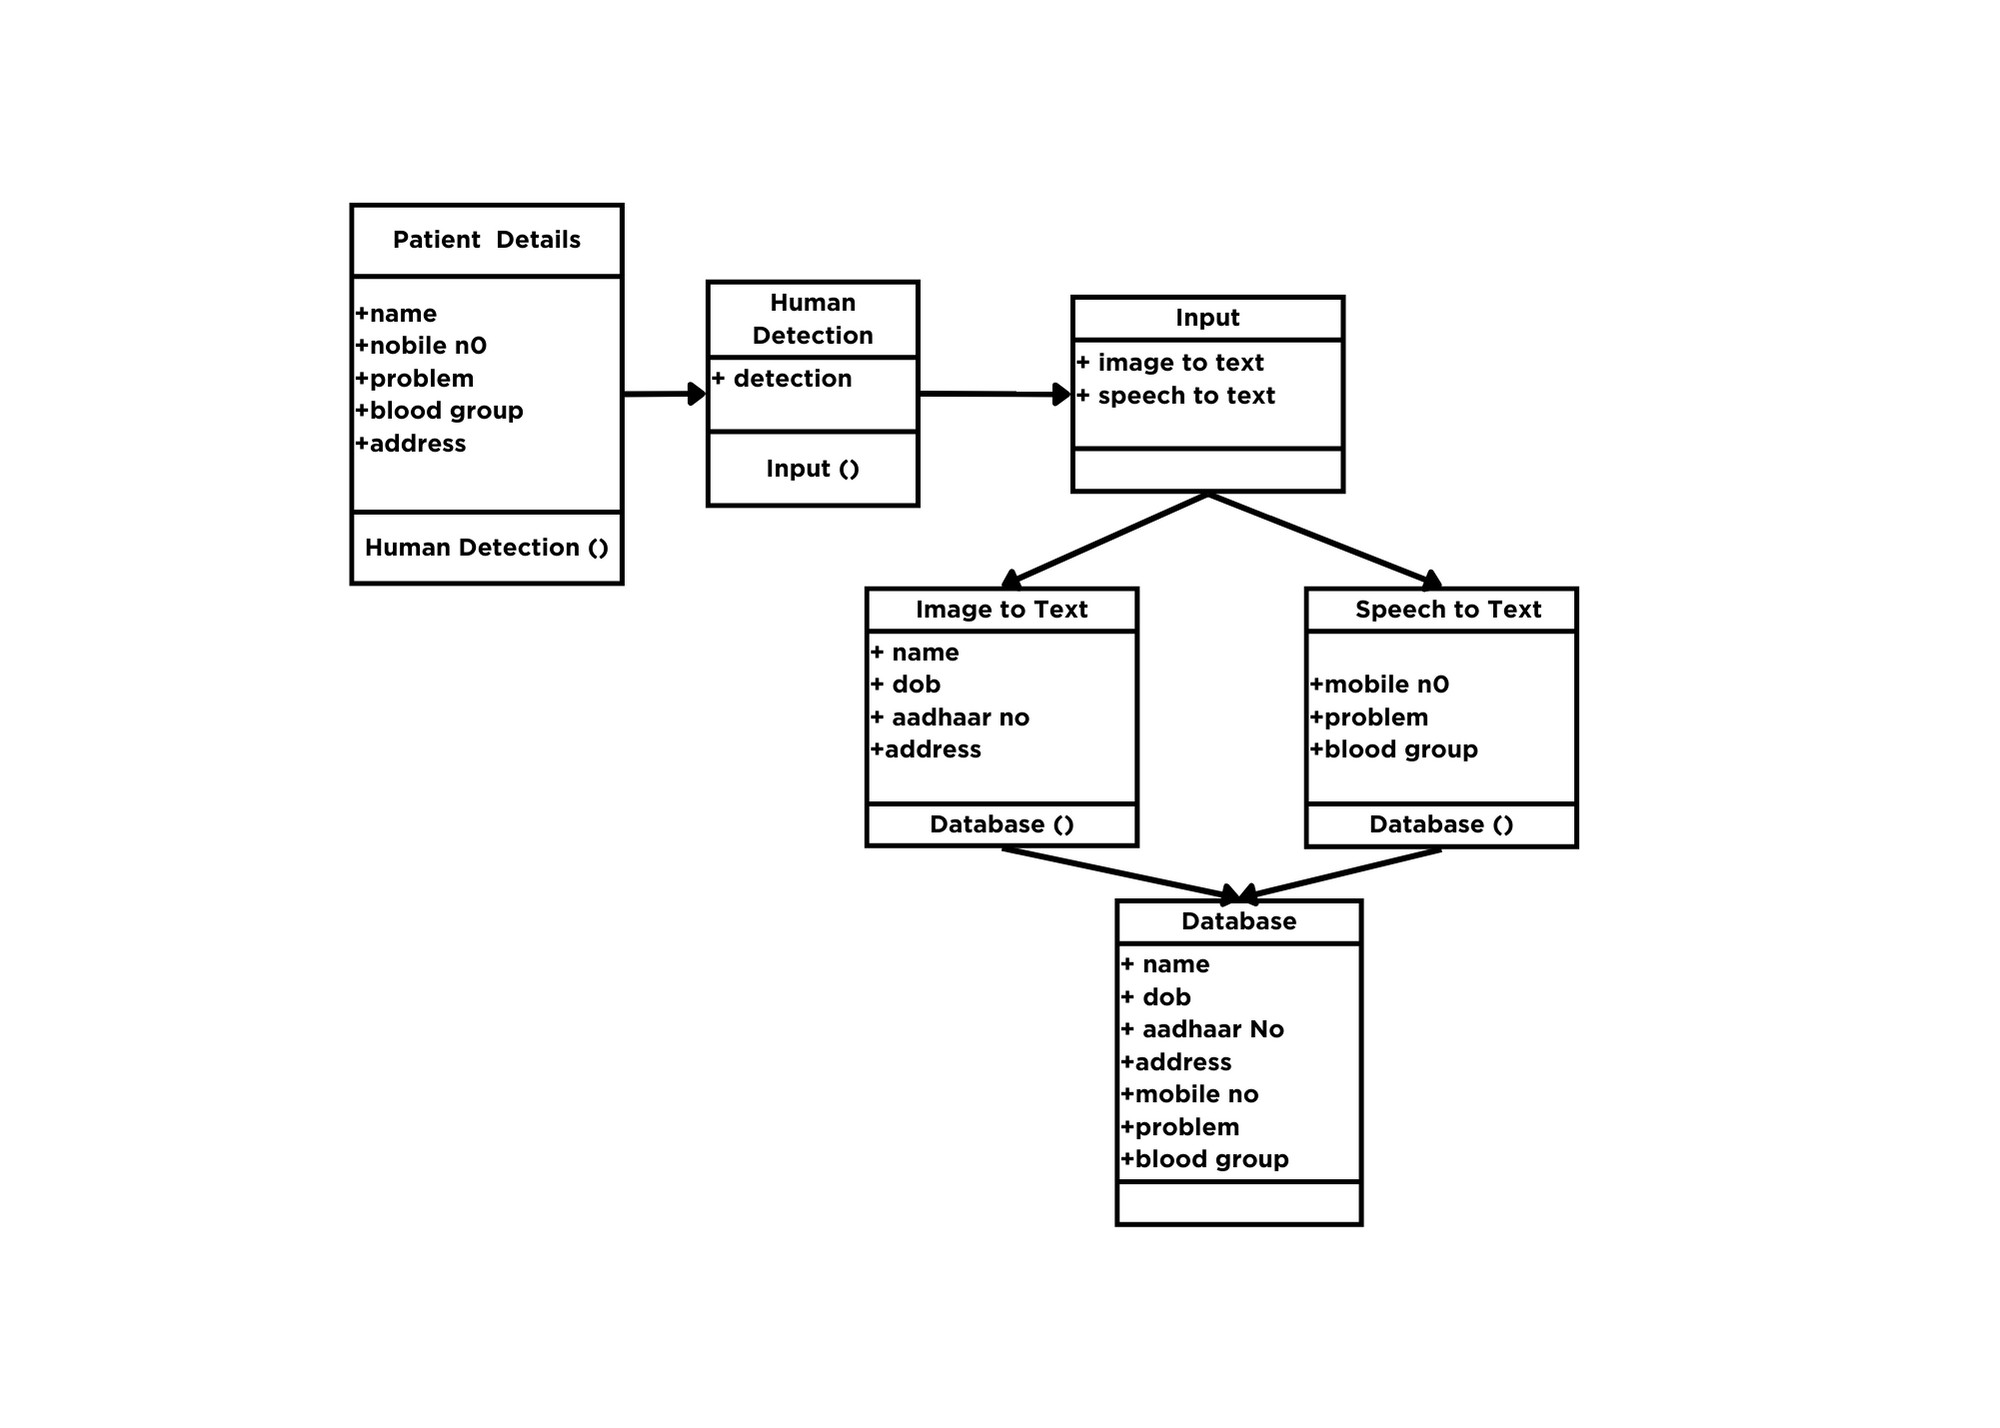 Patient  Details
+name
+nobile n0
+problem
+blood group
+address
Human Detection ()
Human
Detection
+ detection
Input ()
Input
+ image to text
+ speech to text
Image to Text
+ name
+ dob
+ aadhaar no
+address
Database ()
Speech to Text
+mobile n0
+problem
+blood group
Database ()
Database
+ name
+ dob
+ aadhaar No
+address
+mobile no
+problem
+blood group